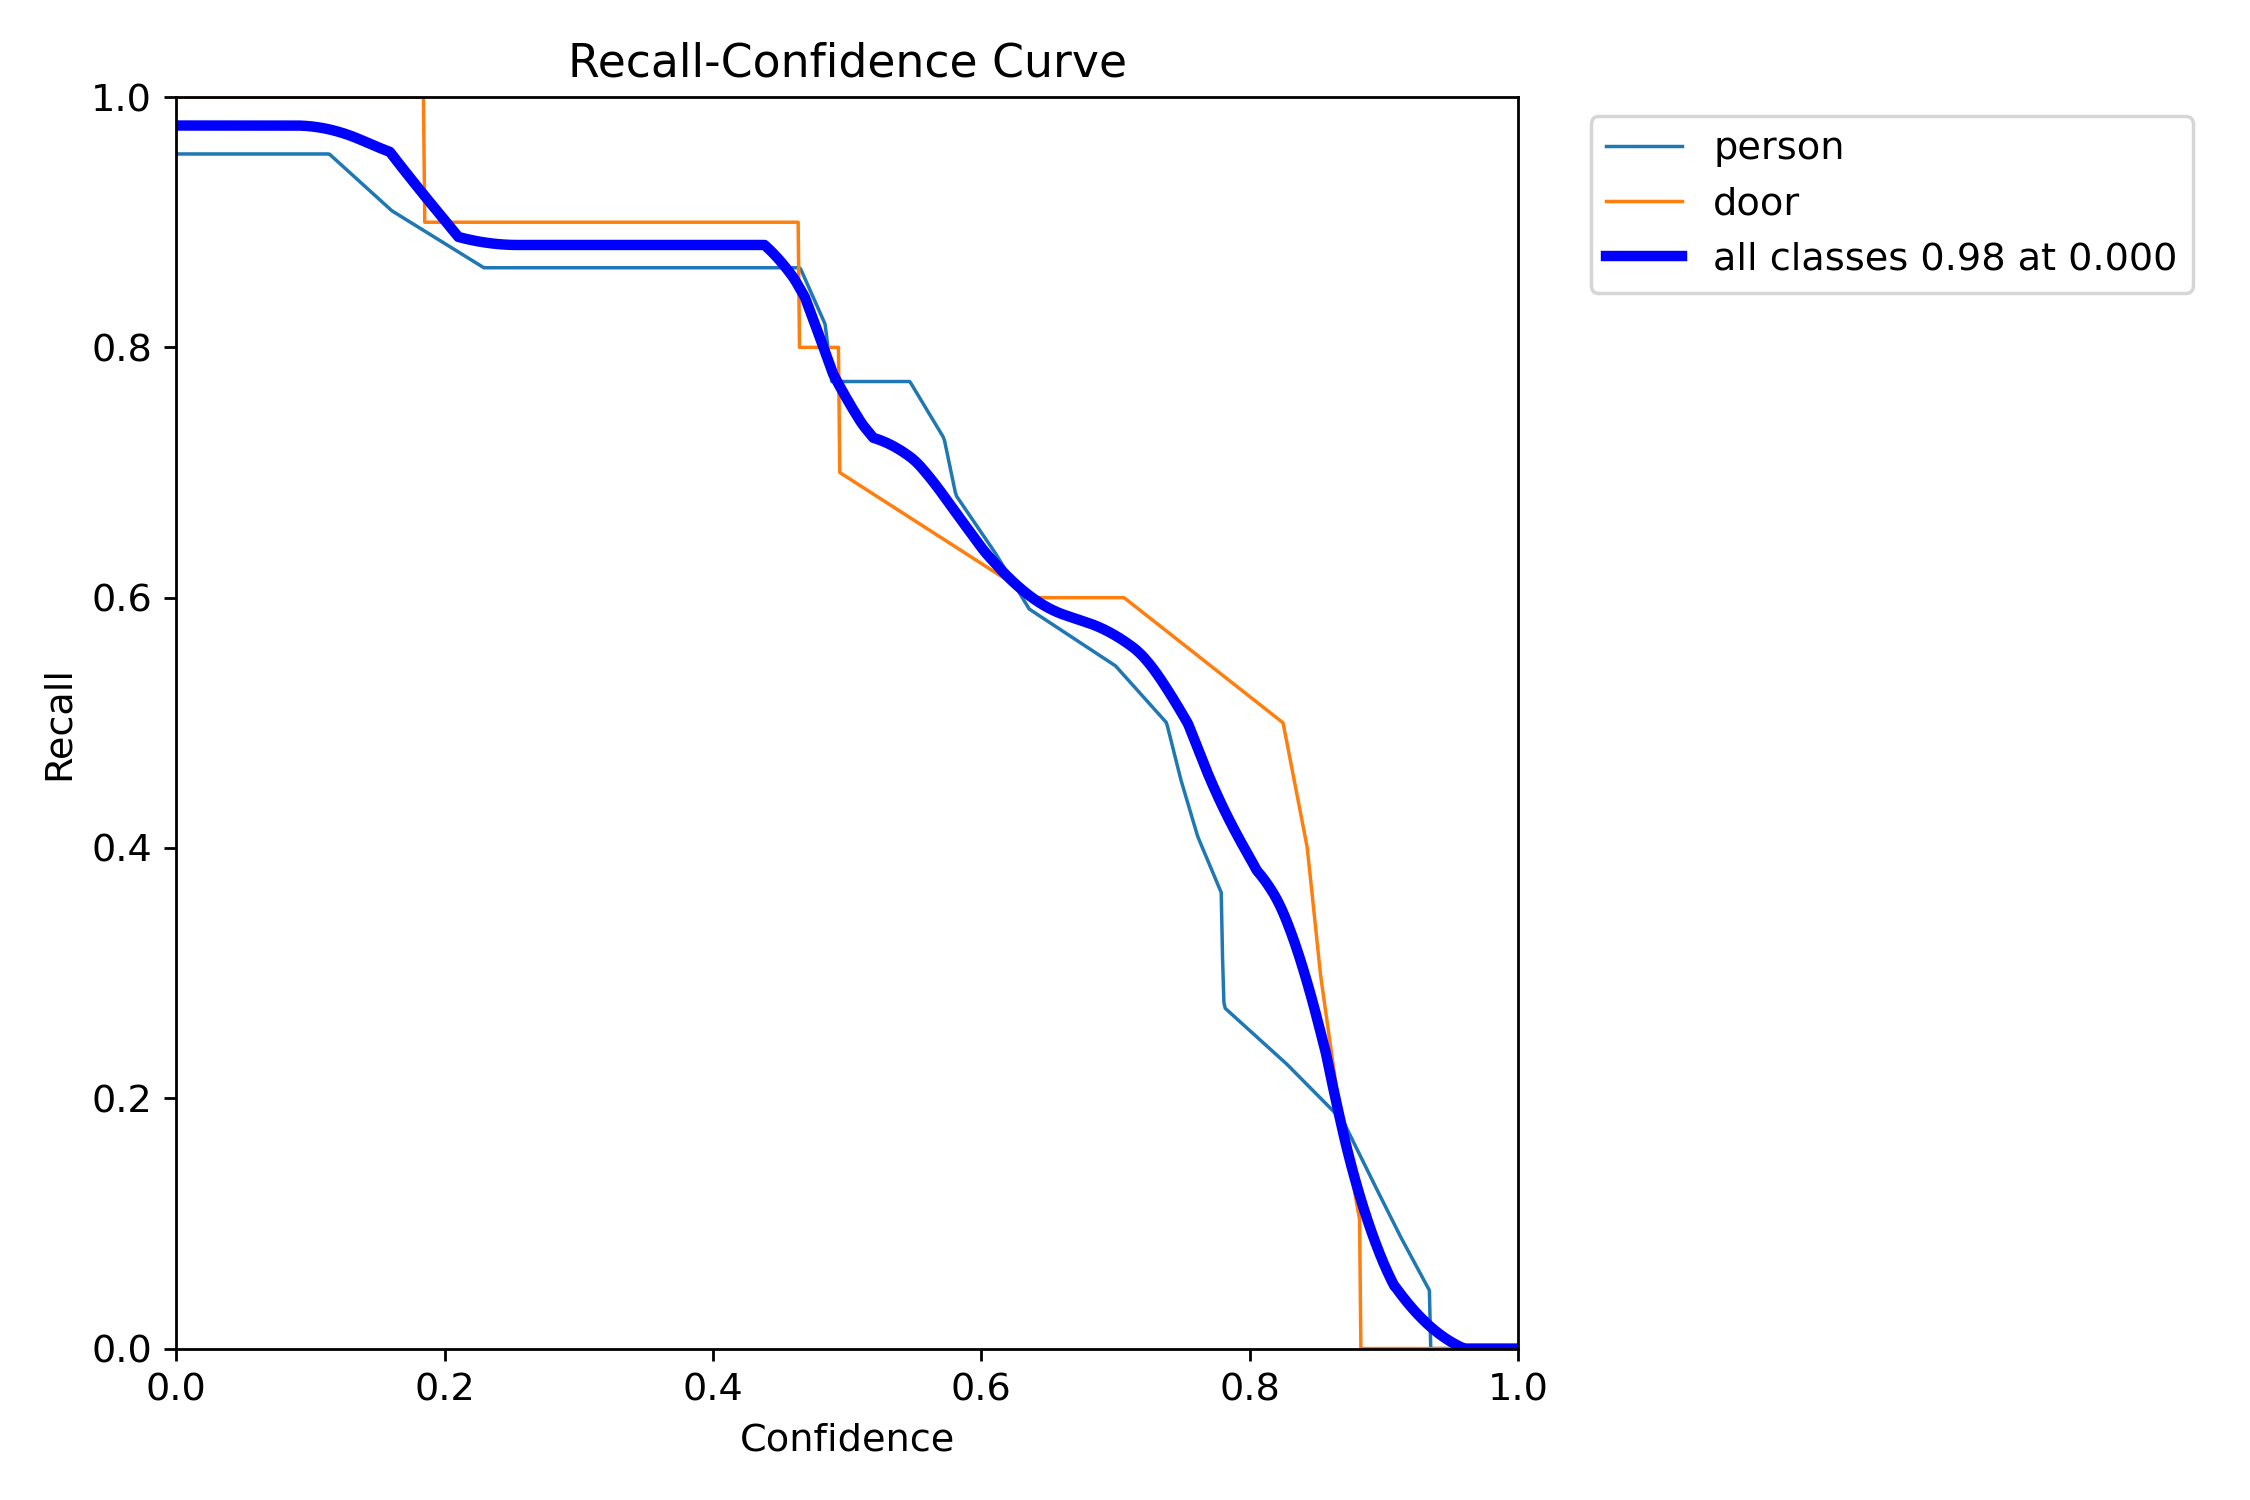 Recall-Confidence Curve
1.0
0.8
0.6
0.4
0.2
0.0
Recall
0.0 0.2 0.4 0.6 0.8 1.0
Confidence
person
door
all classes 0.98 at 0.000